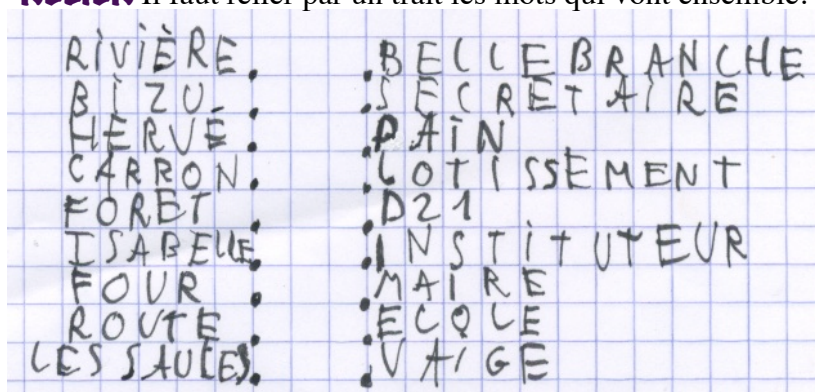 Il faut relier par un trait les mots qui vont ensemble.
RIVIÈRE BELLEBRANCHE
BIZU SECRETAIRE
HERVÉ PAIN
CARRON LOTISSEMENT
FORET D21
ISABELLE INSTITUTEUR
FOUR MAIRE
ROUTE ECOLE
LES SAULES VAIGE